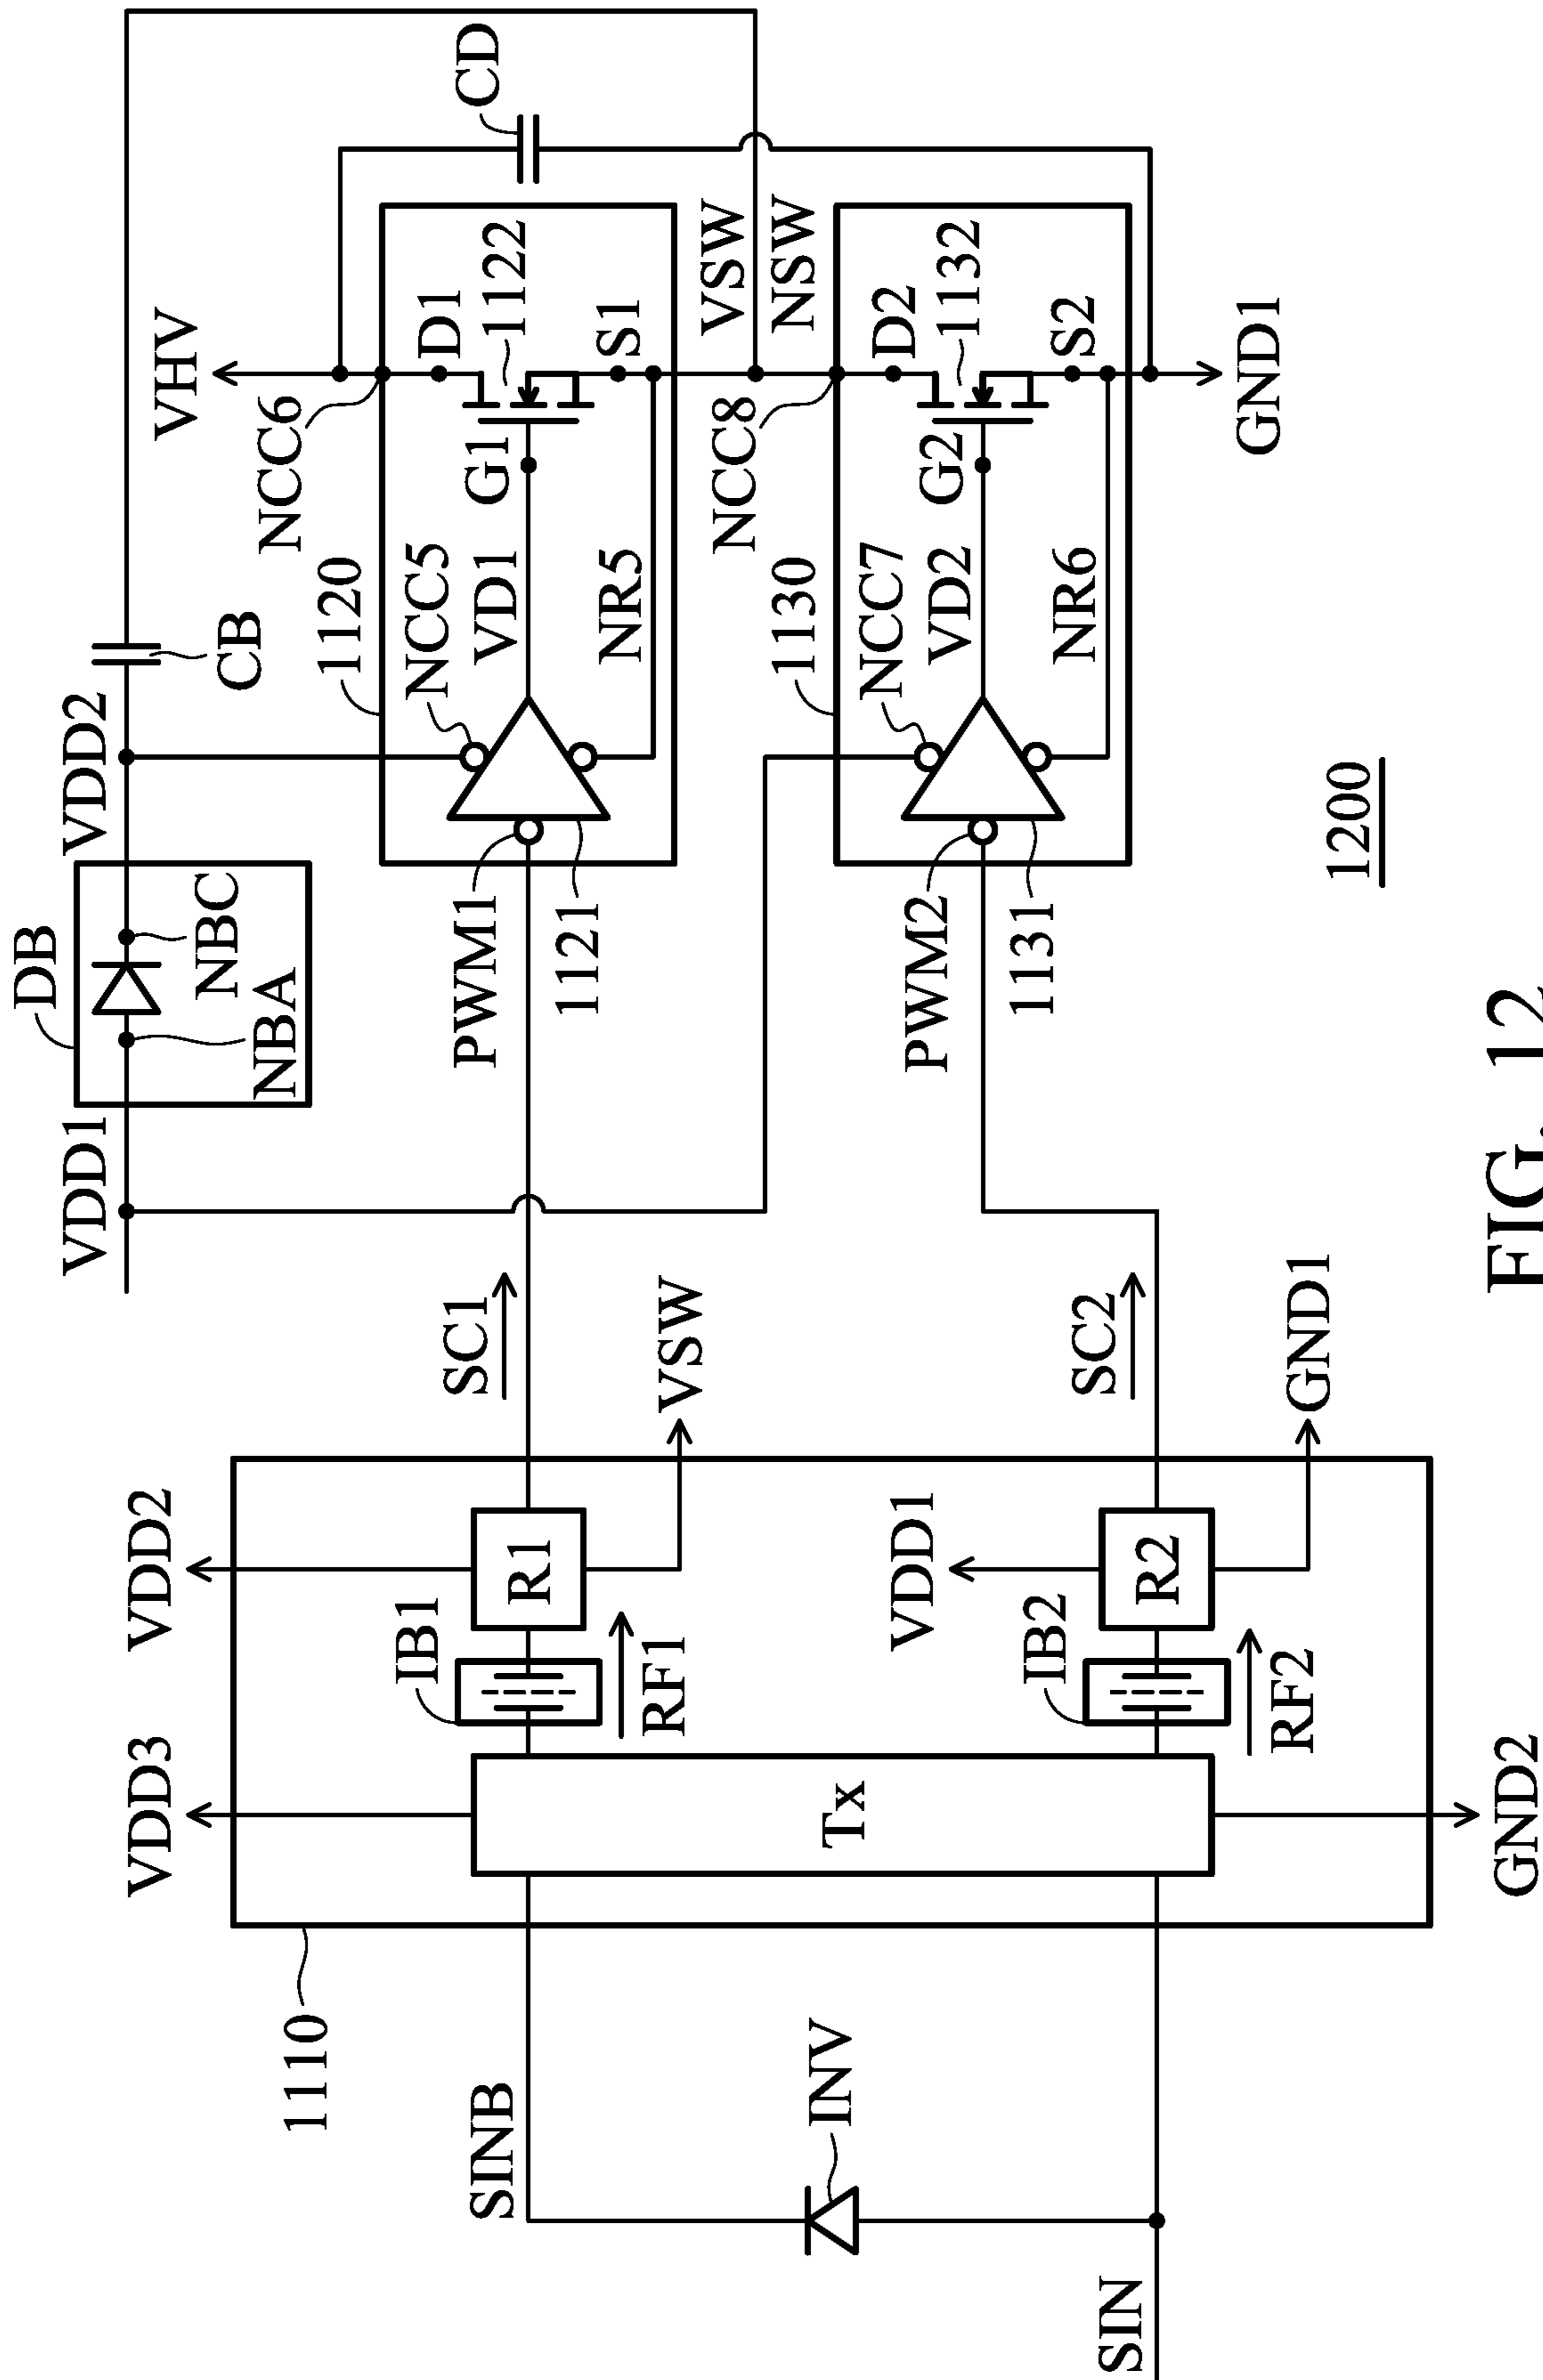 SIN
SINB
INV
1110
VDD3
Tx
GND2
IB1
RF1
VDD2
R1
VSW
IB2
RF2
VDD1
R2
GND1
SC1
SC2
VDD1
DB
NBA
NBC
VDD2
CB
PWM1
1121
1120
NCC5
VD1
NR5
NCC6
VHV
D1
G1
1122
S1
CD
VSW
NSW
PWM2
1131
1130
NCC7
VD2
NR6
NCC8
D2
G2
1132
S2
GND1
1200
FIG. 12